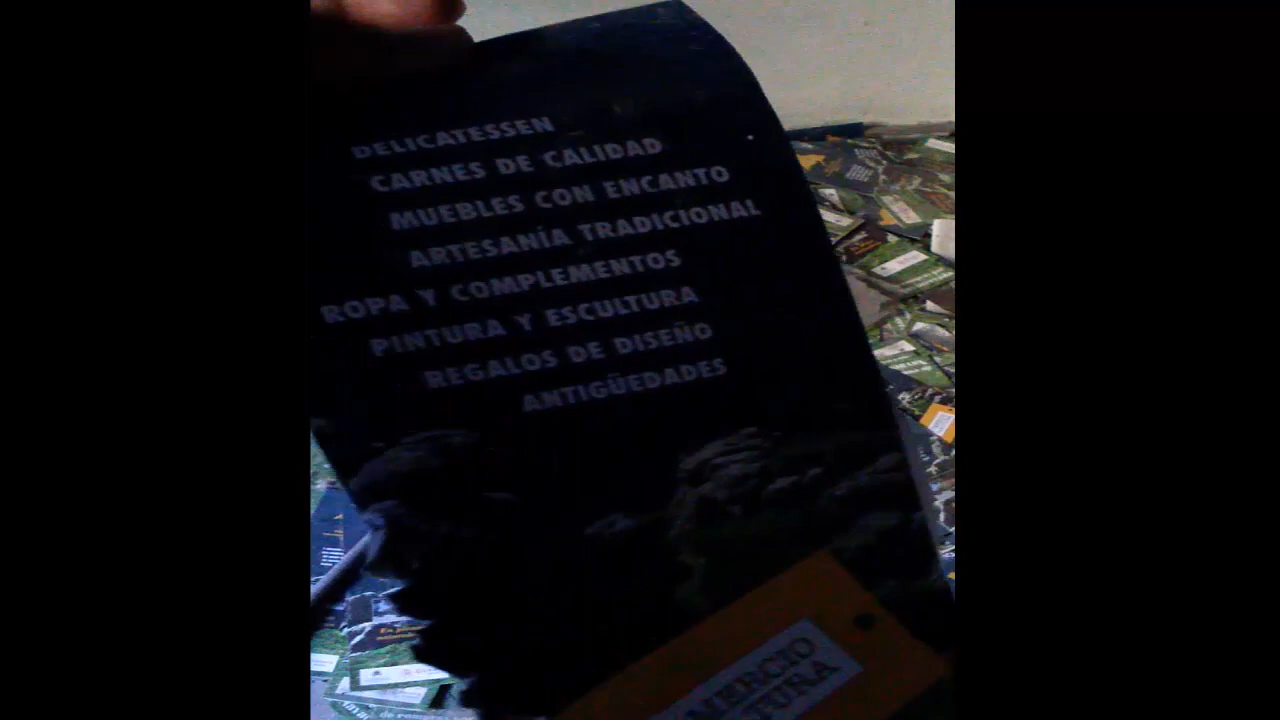 DELICATESSEN
CARNES DE CALIDAD
MUEBLES CON ENCANTO
ARTESANÍA TRADICIONAL
ROPA Y COMPLEMENTOS
PINTURA Y ESCULTURA
REGALOS DE DISEÑO
ANTIGÜEDADES